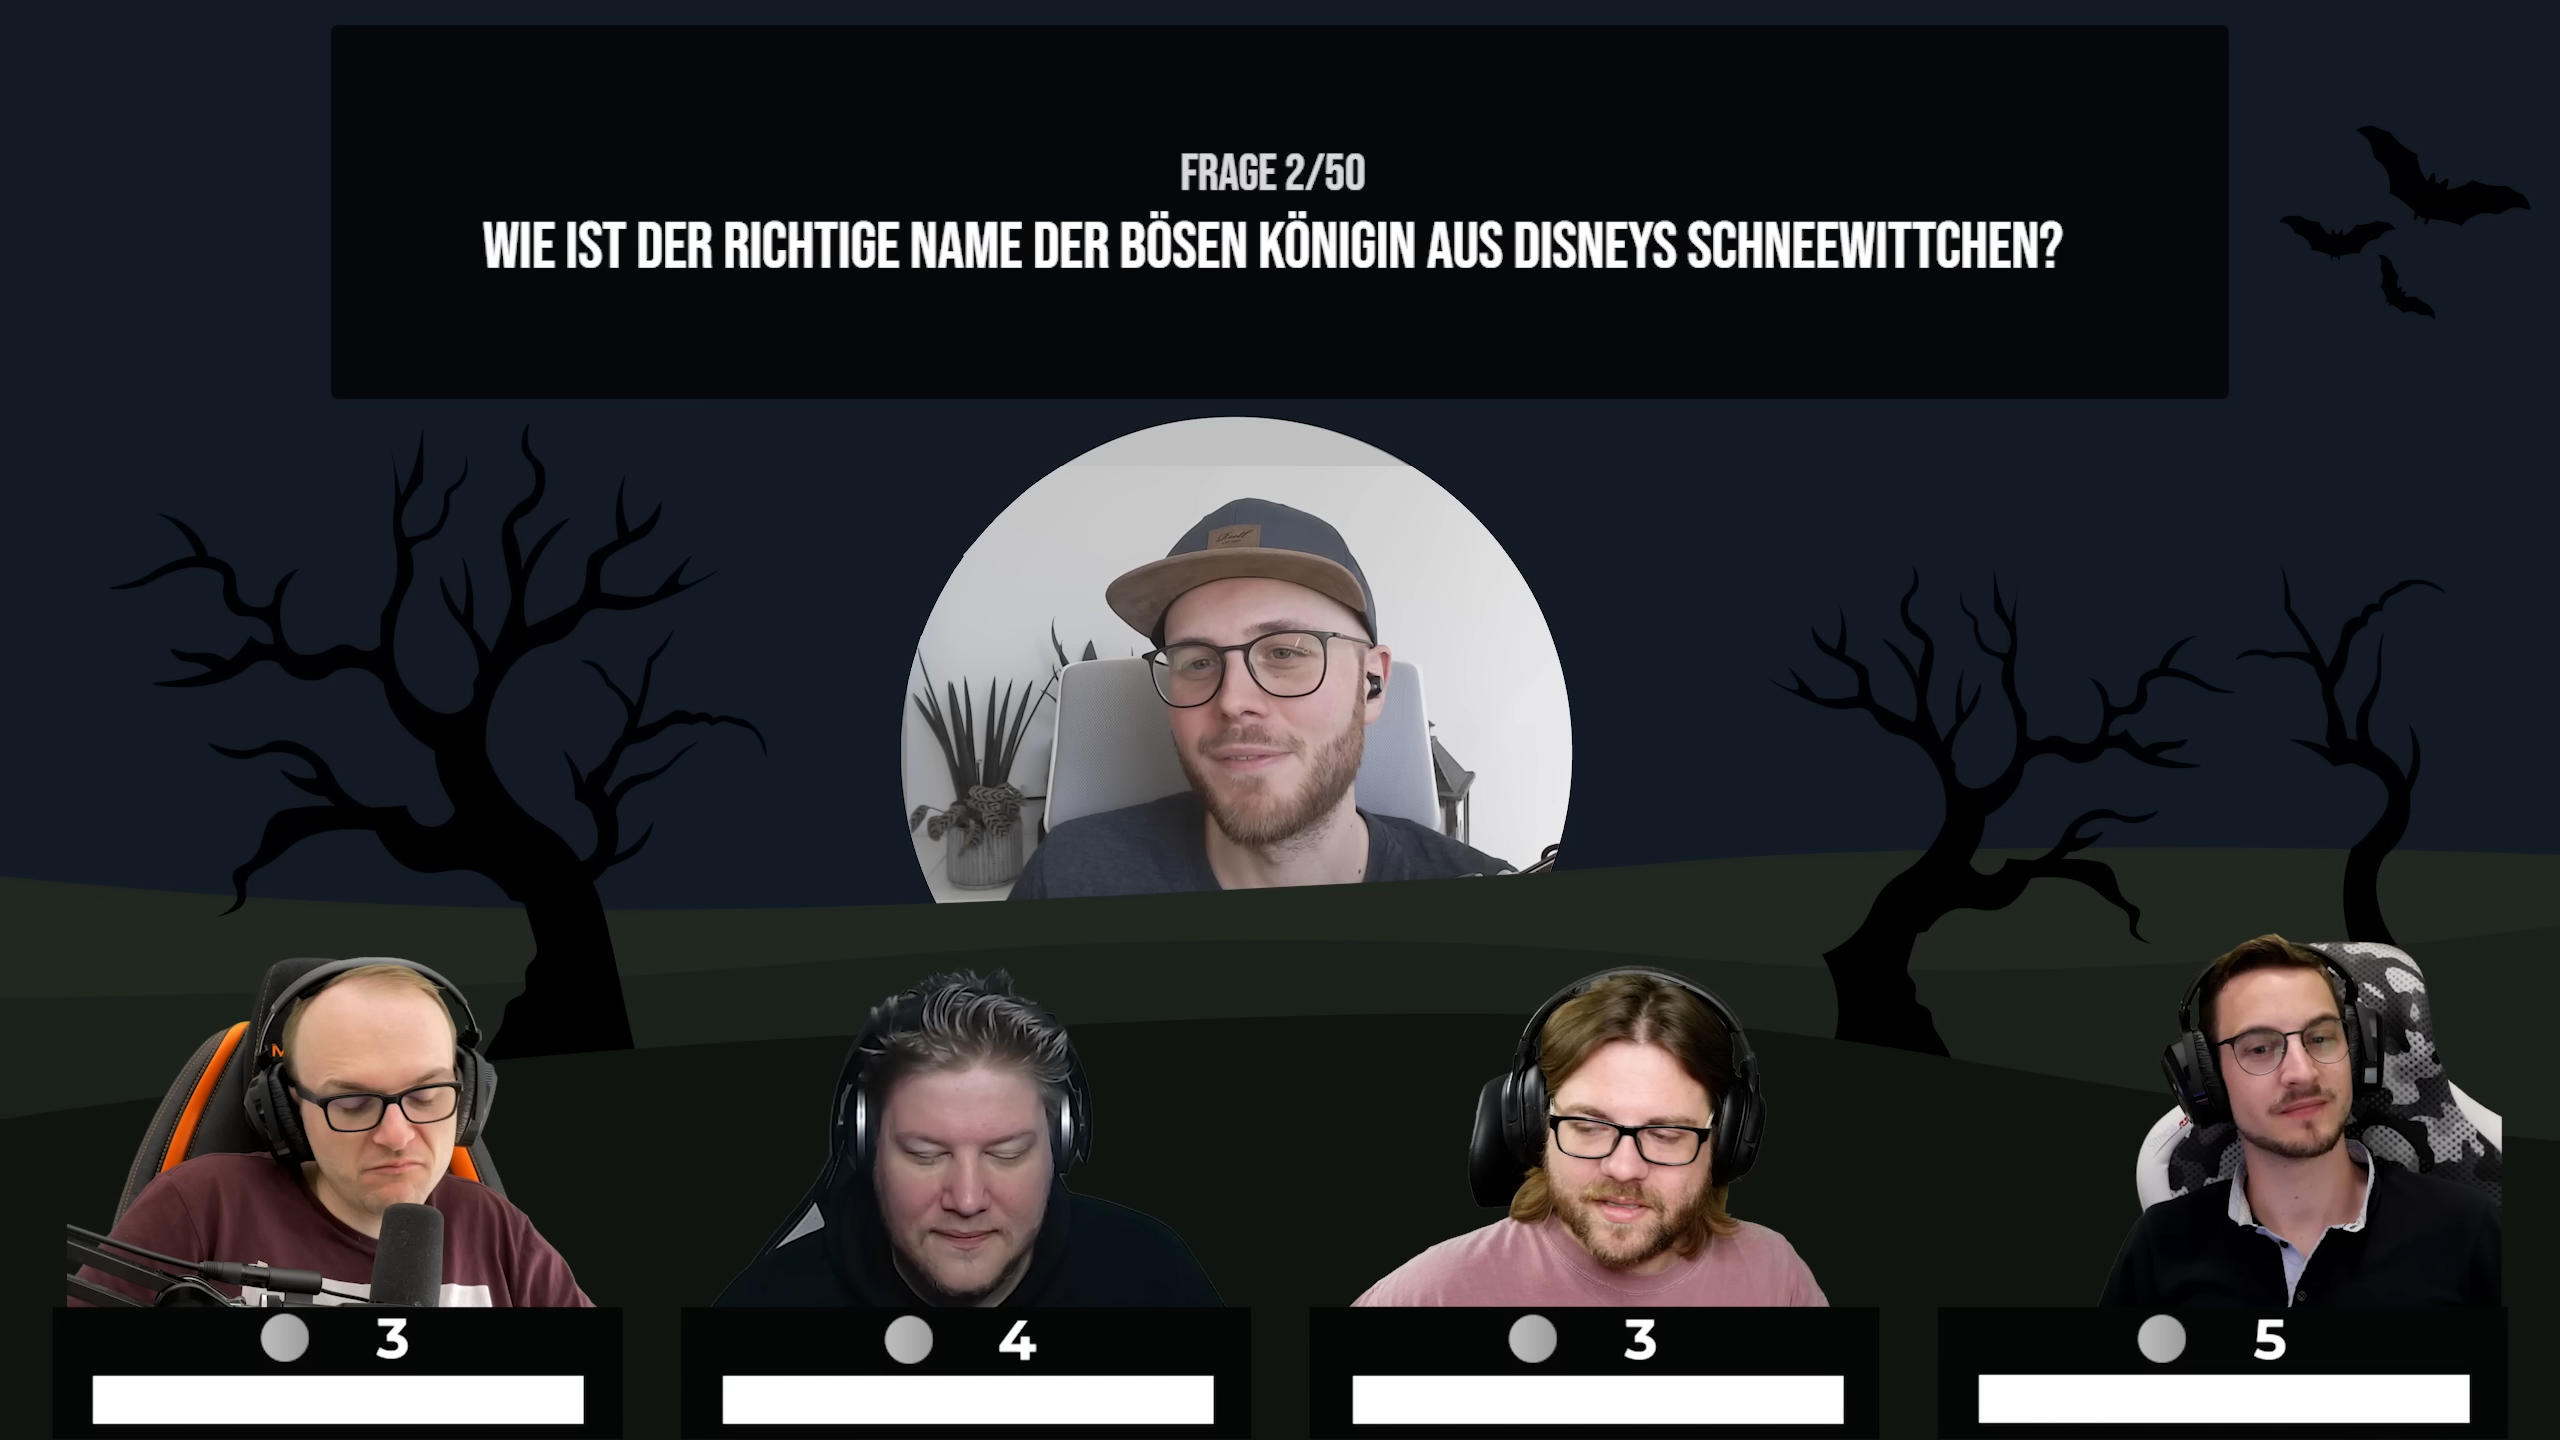 FRAGE 2/50
WIE IST DER RICHTIGE NAME DER BÖSEN KÖNIGIN AUS DISNEYS SCHNEEWITTCHEN?
3
4
3
5